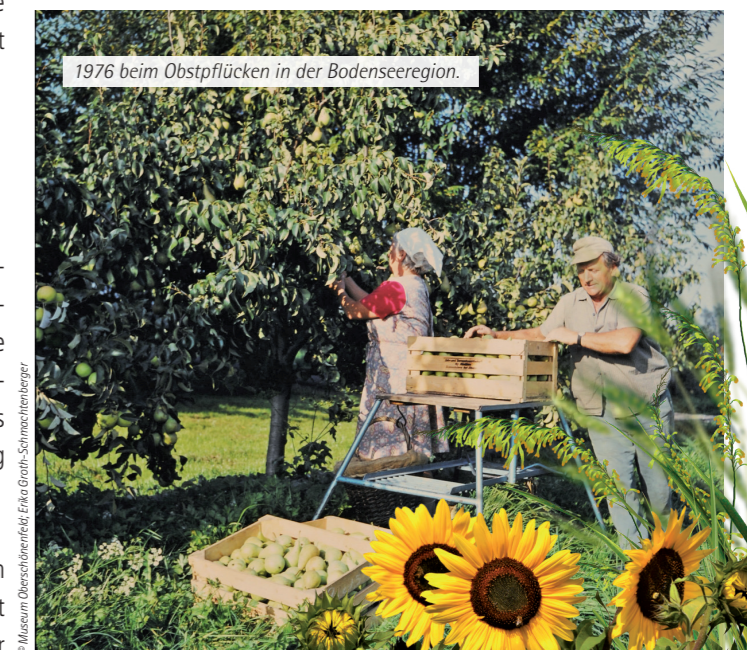 1976 beim Obstpflücken in der Bodenseeregion.
© Museum Oberschönenfeld; Erika Groth-Schmachtenberger